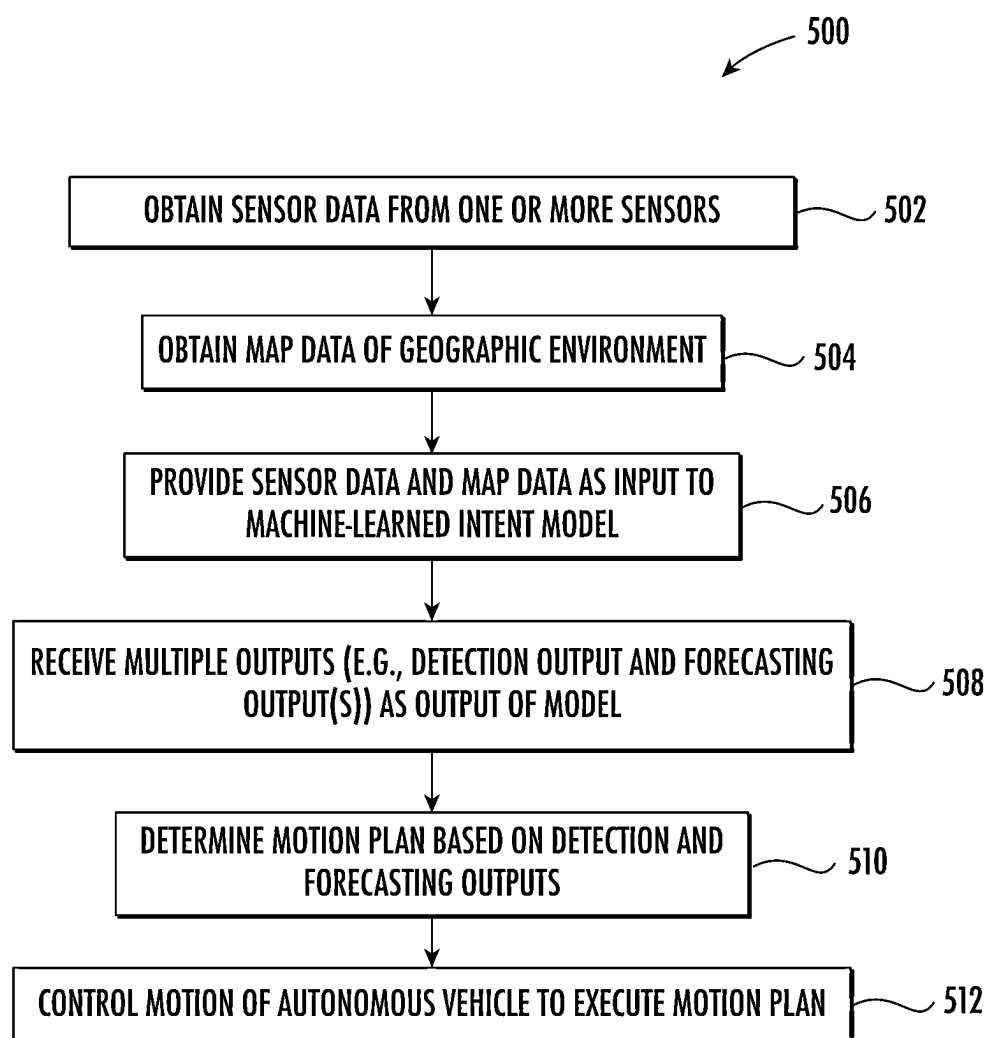 500
OBTAIN SENSOR DATA FROM ONE OR MORE SENSORS
502
OBTAIN MAP DATA OF GEOGRAPHIC ENVIRONMENT
504
PROVIDE SENSOR DATA AND MAP DATA AS INPUT TO
MACHINE-LEARNED INTENT MODEL
506
RECEIVE MULTIPLE OUTPUTS (E.G., DETECTION OUTPUT AND FORECASTING
OUTPUT(S)) AS OUTPUT OF MODEL
508
DETERMINE MOTION PLAN BASED ON DETECTION AND
FORECASTING OUTPUTS
510
CONTROL MOTION OF AUTONOMOUS VEHICLE TO EXECUTE MOTION PLAN
512